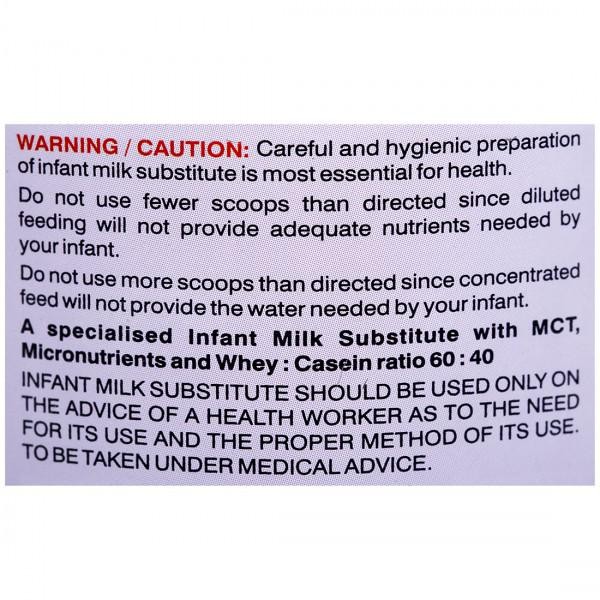 WARNING / CAUTION: Careful and hygienic preparation
of infant milk substitute is most essential for health.
Do not use fewer scoops than directed since diluted
feeding will not provide adequate nutrients needed by
your infant.
Do not use more scoops than directed since concentrated
feed will not provide the water needed by your infant.
A specialised Infant Milk Substitute with MCT,
Micronutrients and Whey : Casein ratio 60 : 40
INFANT MILK SUBSTITUTE SHOULD BE USED ONLY ON
THE ADVICE OF A HEALTH WORKER AS TO THE NEED
FOR ITS USE AND THE PROPER METHOD OF ITS USE.
TO BE TAKEN UNDER MEDICAL ADVICE.